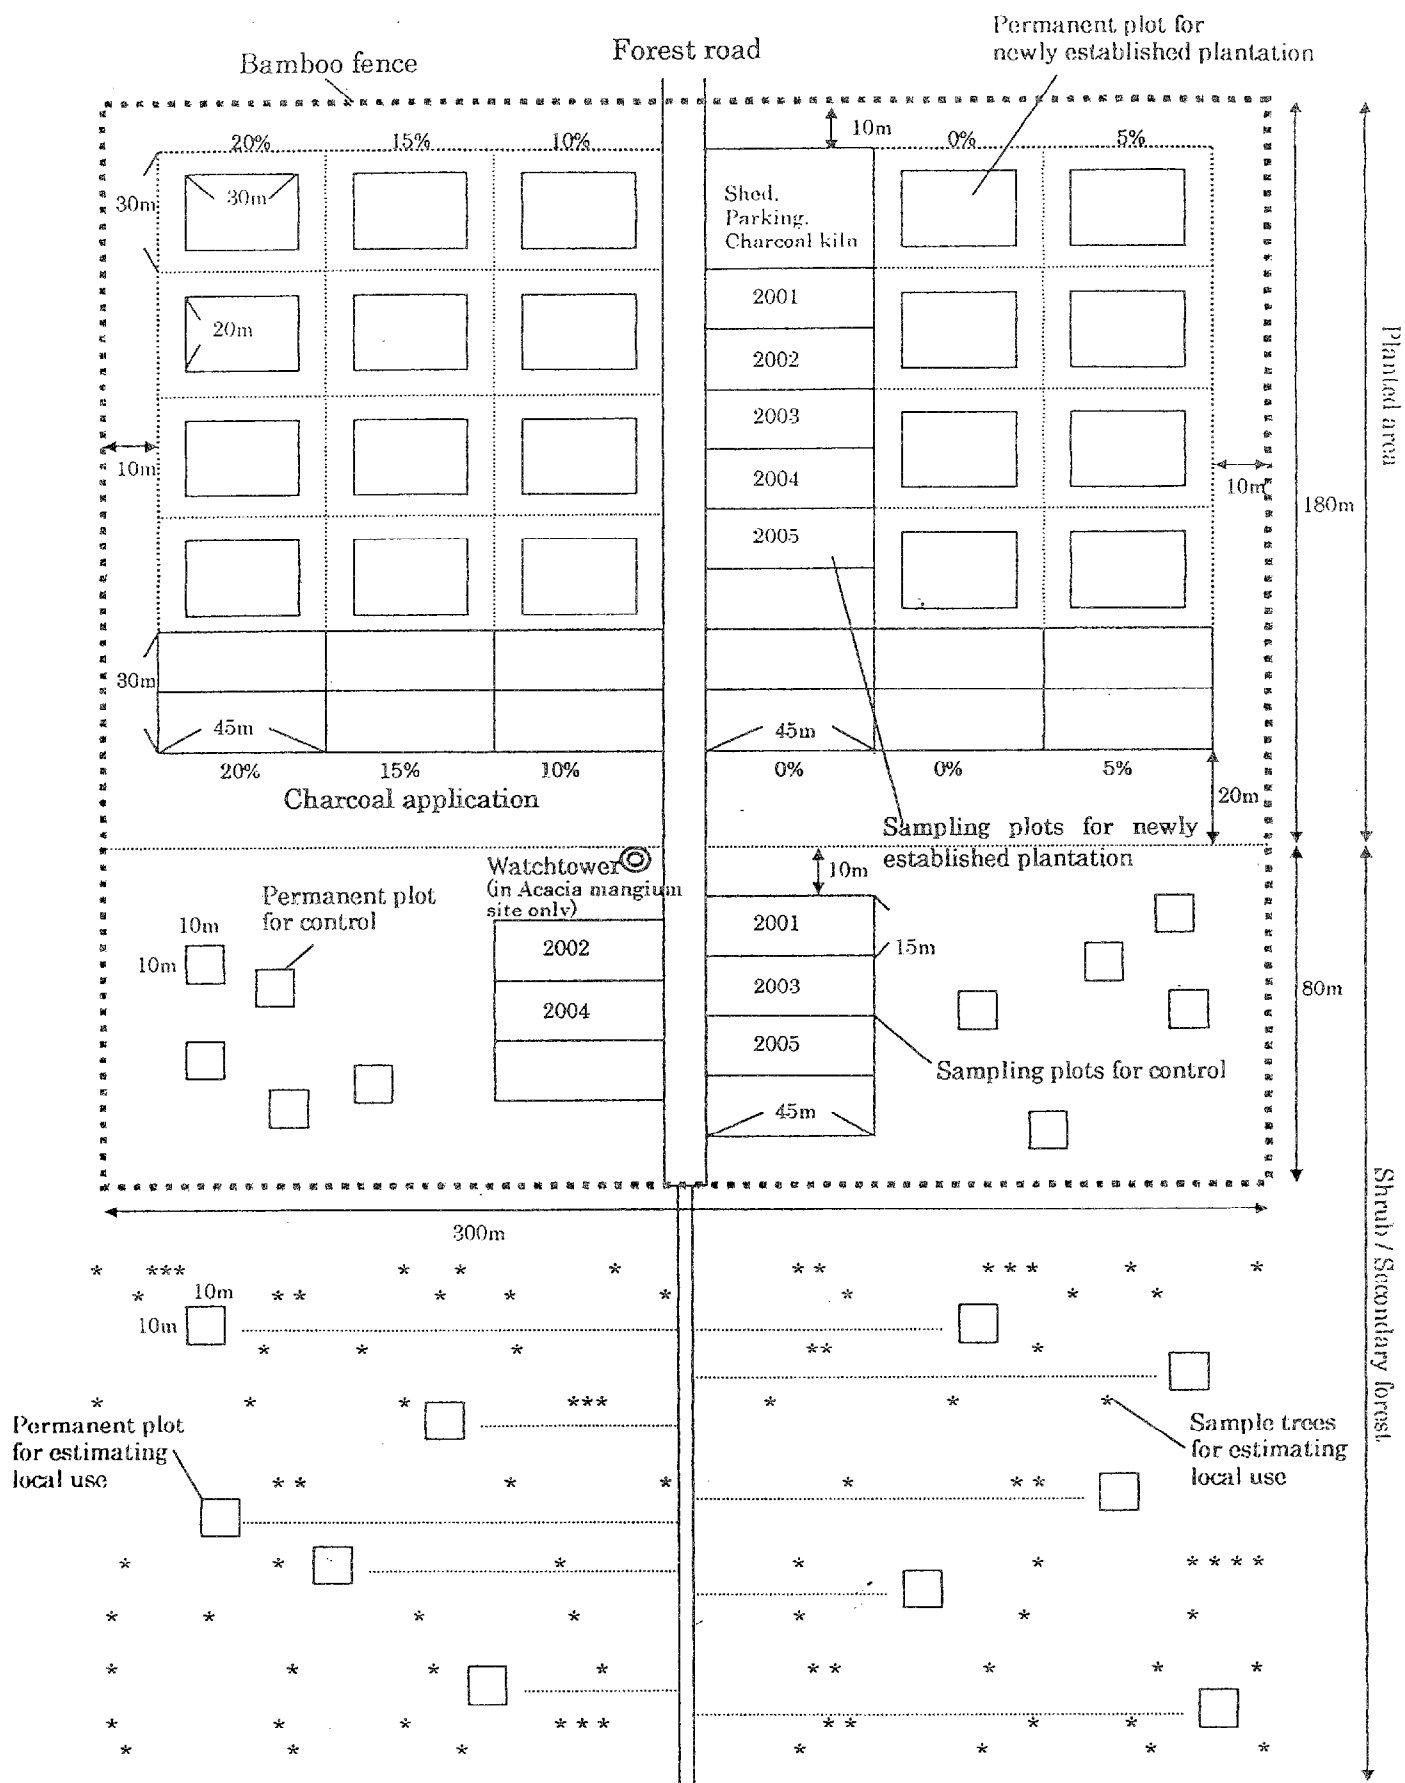 Permanent plot for
newly established plantation
Forest road
Bamboo fence
10m
20%
15%
10%
0%
5%
30m
30m
Shed.
Parking.
Charcoal kiln
20m
2001
2002
2003
2004
2005
10m
10m
180m
Planted area
30m
45m
45m
20%
15%
10%
0%
0%
5%
Charcoal application
20m
Sampling plots for newly
established plantation
Watchtower
(in Acacia mangium
site only)
10m
Permanent plot
for control
10m
10m
2002
2004
2001
2003
2005
15m
80m
Sampling plots for control
45m
300m
Shrub / Secondary forest.
10m
10m
Permanent plot
for estimating
local use
Sample trees
for estimating
local use